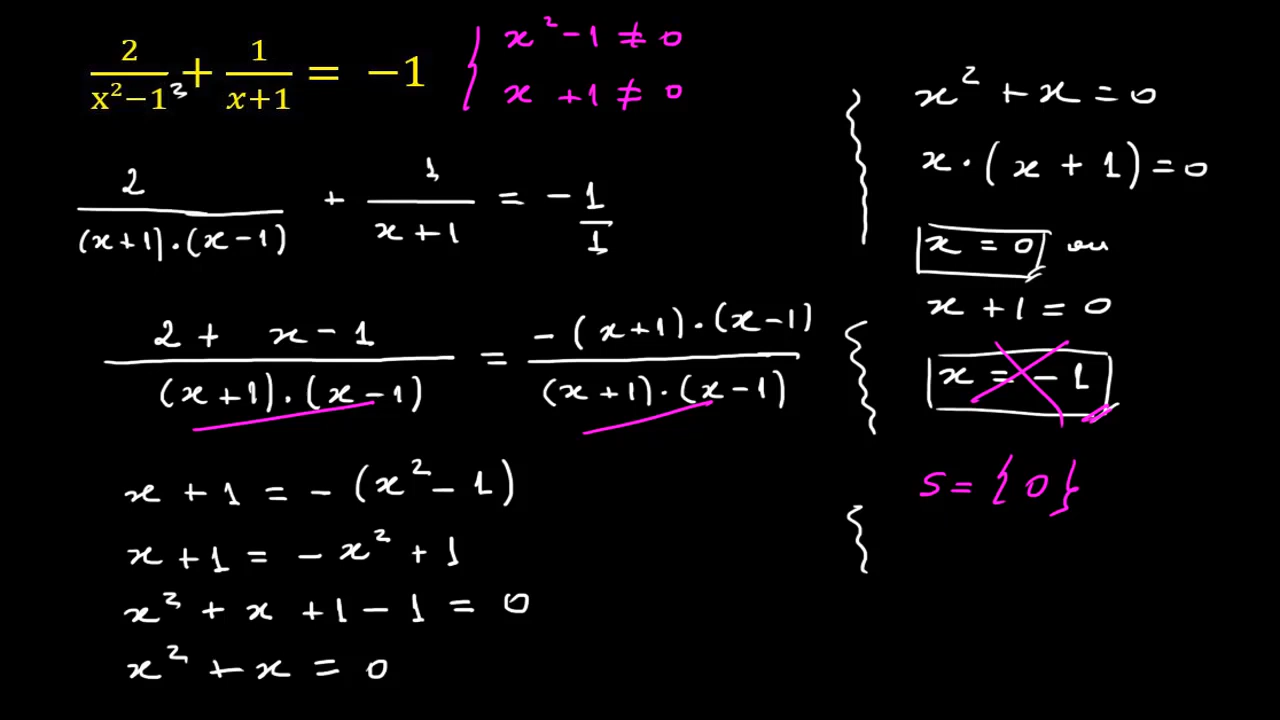 2/(x²−1) + 1/(x+1) = −1 { x² −1 ≠ 0
x +1 ≠ 0
2/((x+1).(x−1)) + 1/(x+1) = −1/1
(2 + x − 1)/((x+1).(x−1)) = −(x+1).(x−1)/((x+1).(x−1))
x + 1 = −(x² − 1)
x + 1 = − x² + 1
x² + x + 1 − 1 = 0
x² + x = 0
x² + x = 0
x . (x + 1) = 0
x = 0 ou
x + 1 = 0
x = − 1
S = {0}